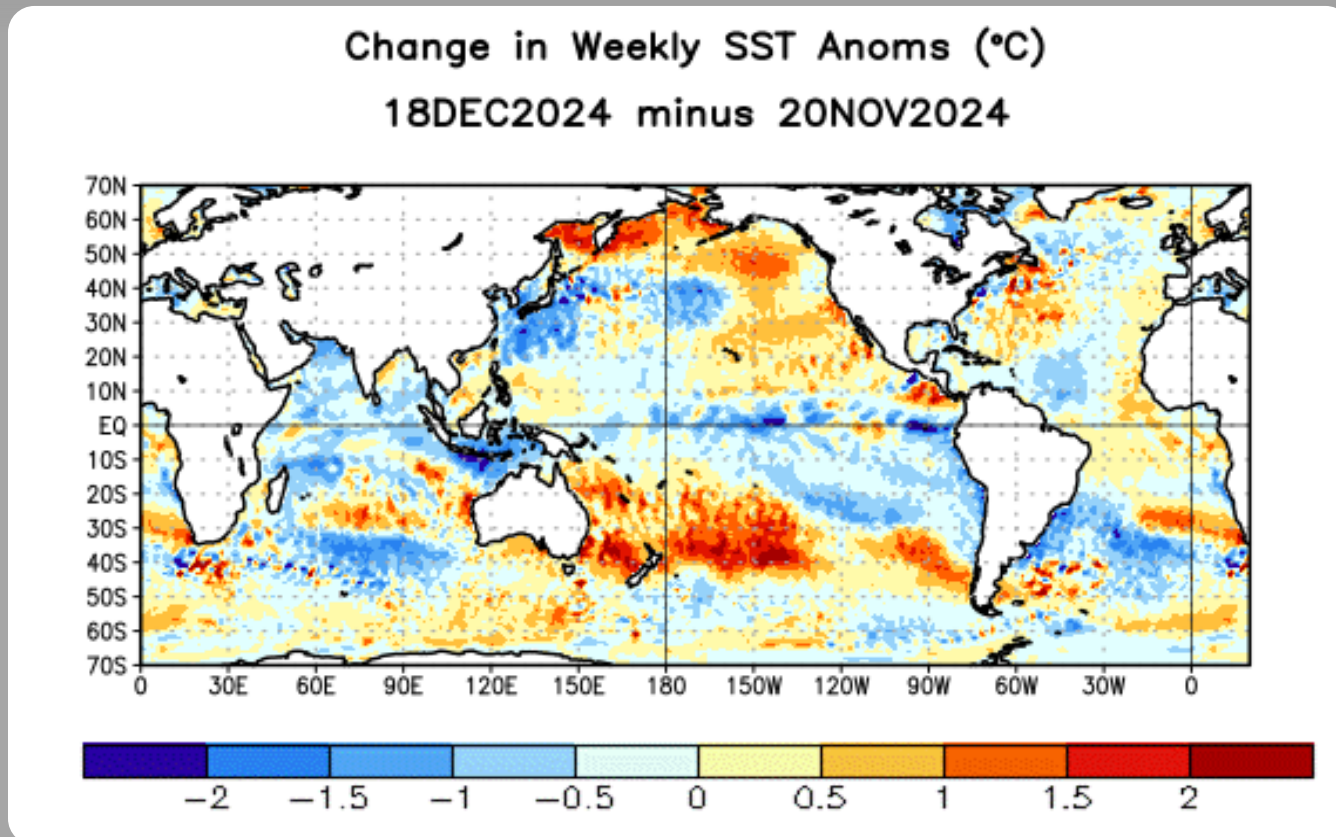 Change in Weekly SST Anoms (°C)
18DEC2024 minus 20NOV2024
70N
60N
50N
40N
30N
20N
10N
EQ
10S
20S
30S
40S
50S
60S
70S
0 30E 60E 90E 120E 150E 180 150W 120W 90W 60W 30W 0
−2 −1.5 −1 −0.5 0 0.5 1 1.5 2